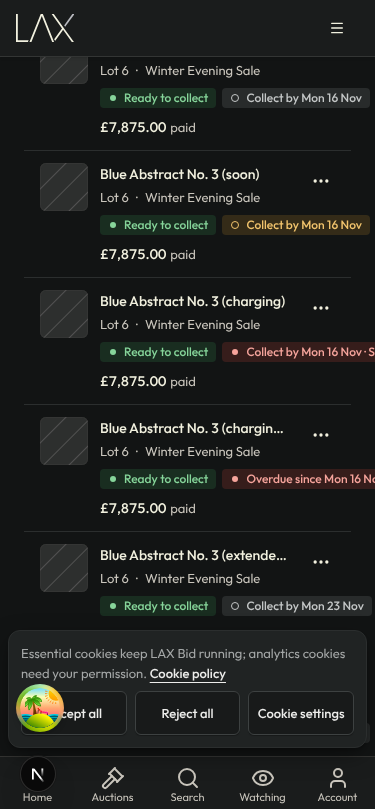 LAX
Lot 6 · Winter Evening Sale
Ready to collect
Collect by Mon 16 Nov
£7,875.00 paid
Blue Abstract No. 3 (soon)
Lot 6 · Winter Evening Sale
Ready to collect
Collect by Mon 16 Nov
£7,875.00 paid
Blue Abstract No. 3 (charging)
Lot 6 · Winter Evening Sale
Ready to collect
Collect by Mon 16 Nov · S
£7,875.00 paid
Blue Abstract No. 3 (chargin...
Lot 6 · Winter Evening Sale
Ready to collect
Overdue since Mon 16 No
£7,875.00 paid
Blue Abstract No. 3 (extende...
Lot 6 · Winter Evening Sale
Ready to collect
Collect by Mon 23 Nov
Essential cookies keep LAX Bid running; analytics cookies
need your permission. Cookie policy
cept all
Reject all
Cookie settings
N
Home
Auctions
Search
Watching
Account